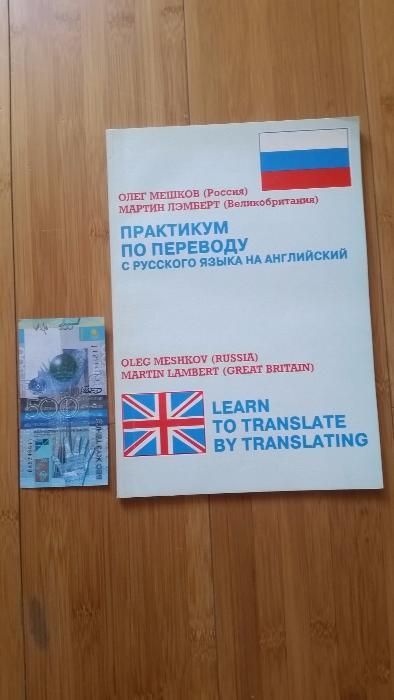 ОЛЕГ МЕШКОВ (Россия)
МАРТИН ЛЭМБЕРТ (Великобритания)
ПРАКТИКУМ
ПО ПЕРЕВОДУ
С РУССКОГО ЯЗЫКА НА АНГЛИЙСКИЙ
OLEG MESHKOV (RUSSIA)
MARTIN LAMBERT (GREAT BRITAIN)
LEARN
TO TRANSLATE
BY TRANSLATING
500